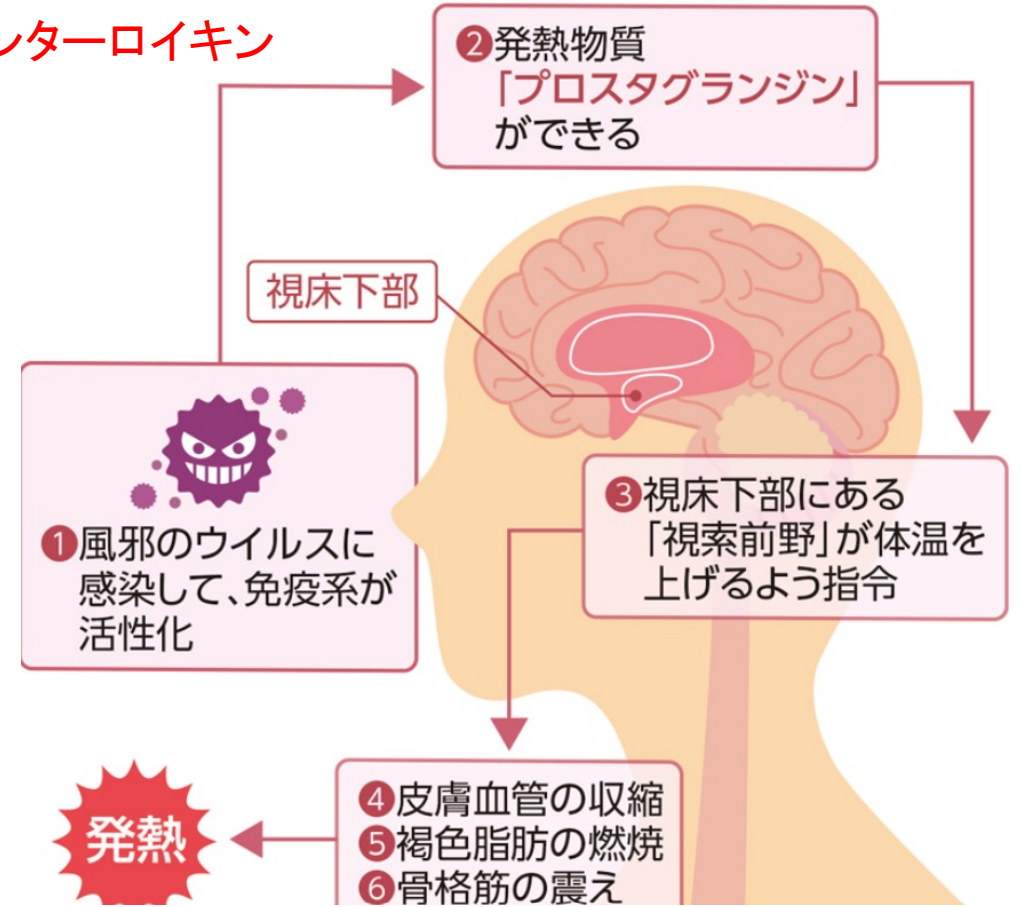 ンターロイキン
❷発熱物質
「プロスタグランジン」
ができる
視床下部
❶風邪のウイルスに
感染して、免疫系が
活性化
❸視床下部にある
「視索前野」が体温を
上げるよう指令
❹皮膚血管の収縮
❺褐色脂肪の燃焼
❻骨格筋の震え
発熱